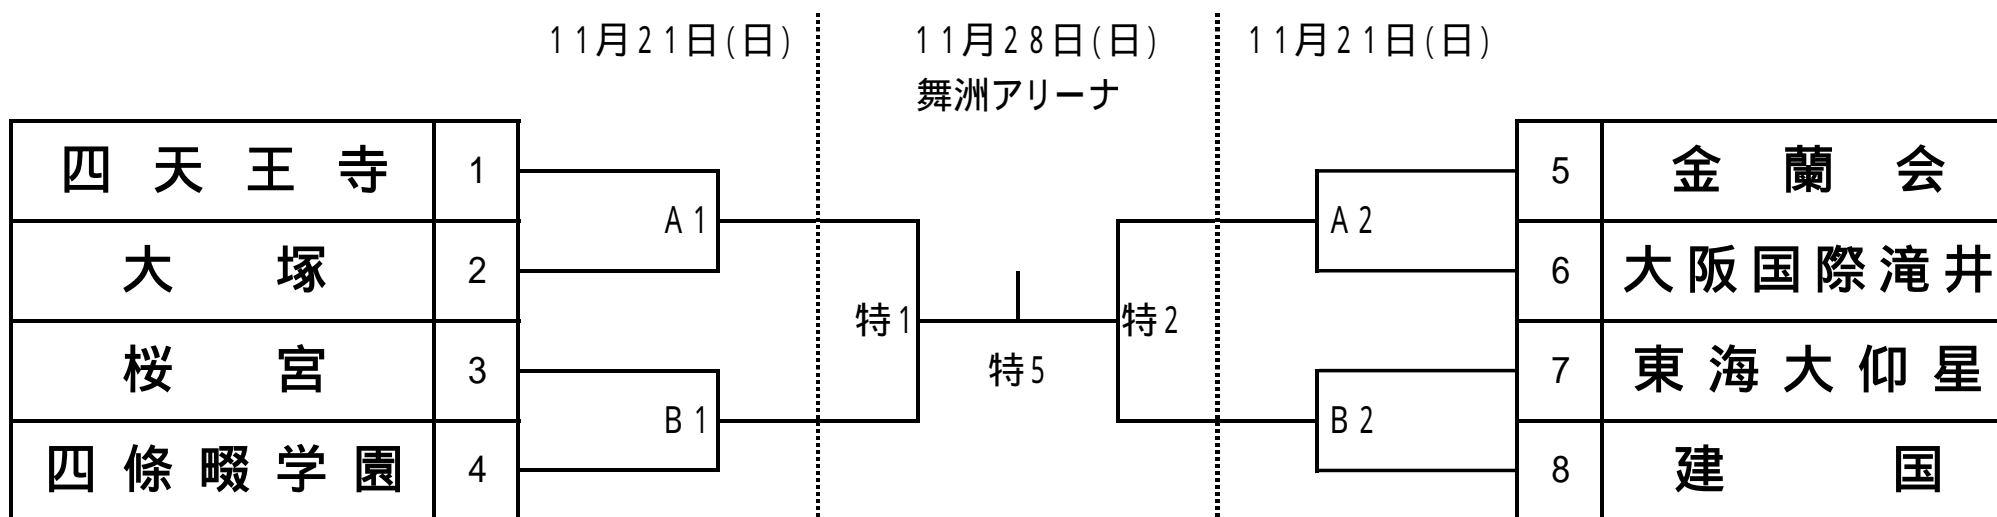 11月21日(日) 11月28日(日) 11月21日(日)
舞洲アリーナ
四天王寺 1 5 金蘭会
A1 A2
大塚 2 6 大阪国際滝井
特1 特2
桜宮 3 特5 7 東海大仰星
B1 B2
四條畷学園 4 8 建国